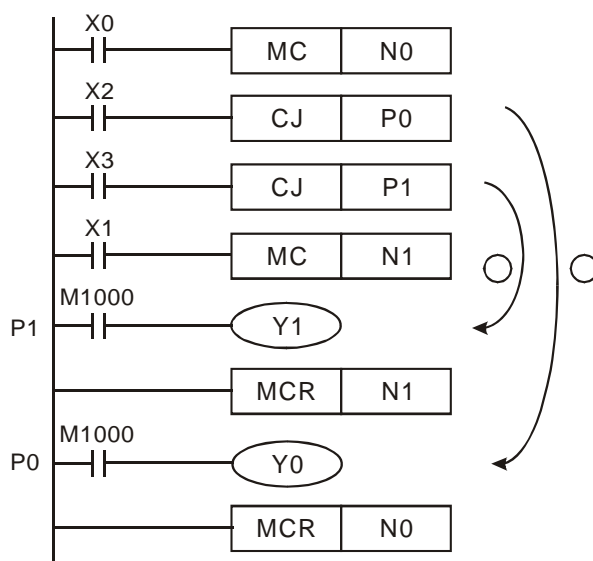 X0
MC N0
X2
CJ P0
X3
CJ P1
X1
MC N1
M1000
P1 Y1
MCR N1
M1000
P0 Y0
MCR N0